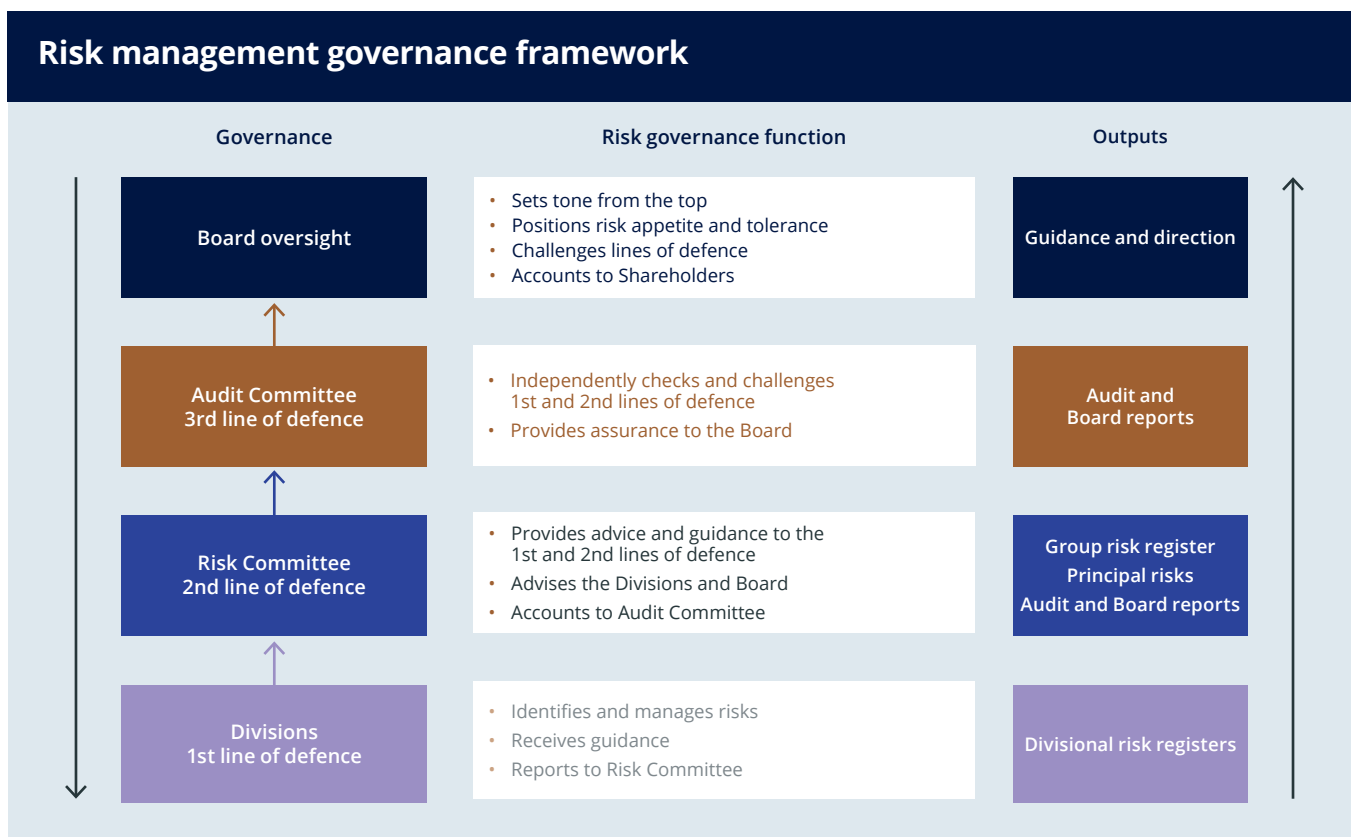 Risk management governance framework
Governance
Risk governance function
Outputs
Board oversight
• Sets tone from the top
• Positions risk appetite and tolerance
• Challenges lines of defence
• Accounts to Shareholders
Guidance and direction
Audit Committee
3rd line of defence
• Independently checks and challenges
1st and 2nd lines of defence
• Provides assurance to the Board
Audit and
Board reports
Risk Committee
2nd line of defence
• Provides advice and guidance to the
1st and 2nd lines of defence
• Advises the Divisions and Board
• Accounts to Audit Committee
Group risk register
Principal risks
Audit and Board reports
Divisions
1st line of defence
• Identifies and manages risks
• Receives guidance
• Reports to Risk Committee
Divisional risk registers